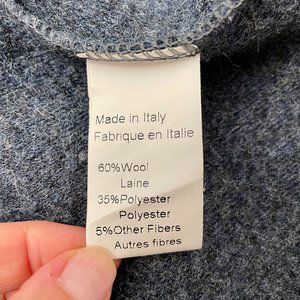 Made in Italy
Fabrique en Italie
60%Wool
Laine
35%Polyester
Polyester
5%Other Fibers
Autres fibres